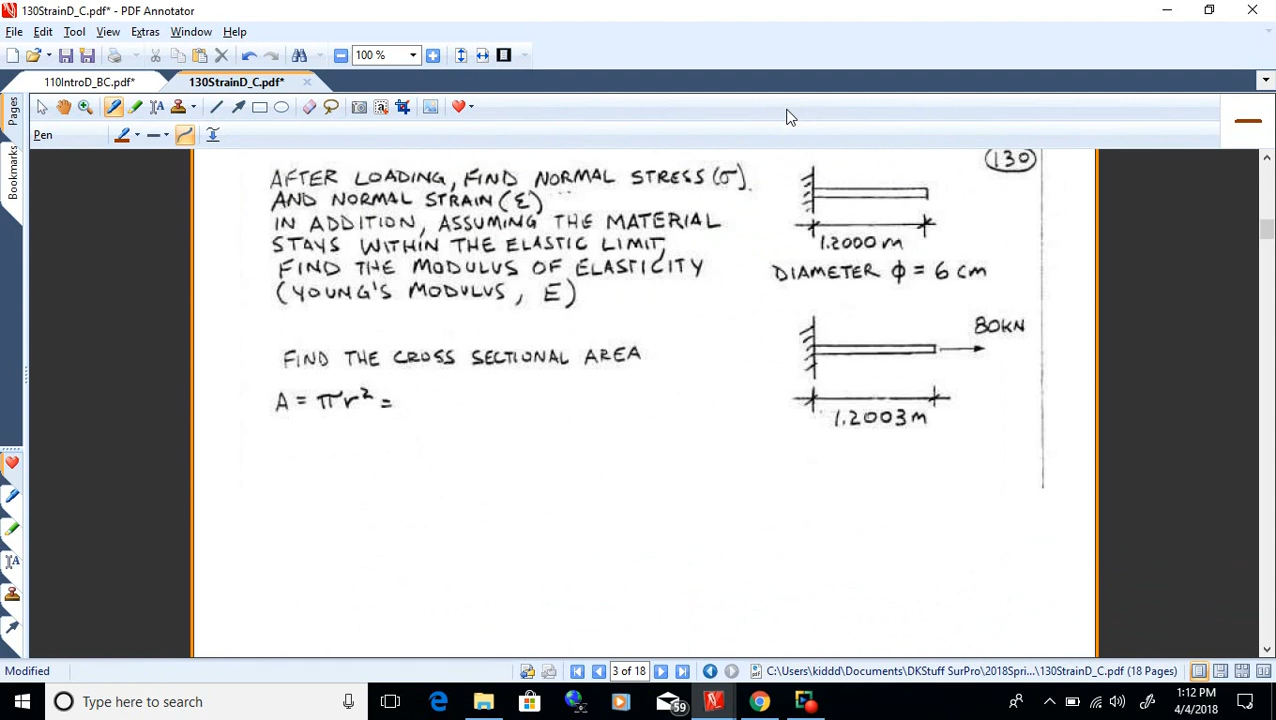 130StrainD_C.pdf* - PDF Annotator
File Edit Tool View Extras Window Help
100 %
110IntroD_BC.pdf* 130StrainD_C.pdf*
Pen
Pages
Bookmarks
130
AFTER LOADING, FIND NORMAL STRESS (σ).
AND NORMAL STRAIN (ε)
IN ADDITION, ASSUMING THE MATERIAL
STAYS WITHIN THE ELASTIC LIMIT,
FIND THE MODULUS OF ELASTICITY
(YOUNG'S MODULUS, E)
1.2000 m
DIAMETER ϕ = 6 cm
80KN
FIND THE CROSS SECTIONAL AREA
A = πr² =
1.2003 m
Modified
3 of 18
C:\Users\kiddd\Documents\DKStuff SurPro\2018Spri...\130StrainD_C.pdf (18 Pages)
Type here to search
59
1:12 PM
4/4/2018